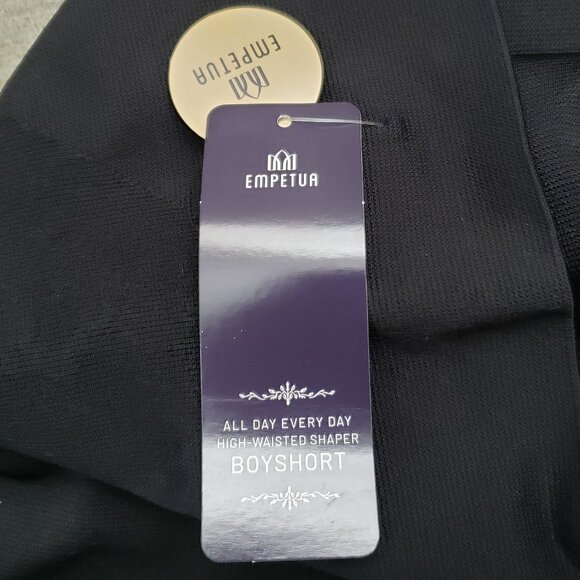 EMPETUA
EMPETUA
ALL DAY EVERY DAY
HIGH-WAISTED SHAPER
BOYSHORT